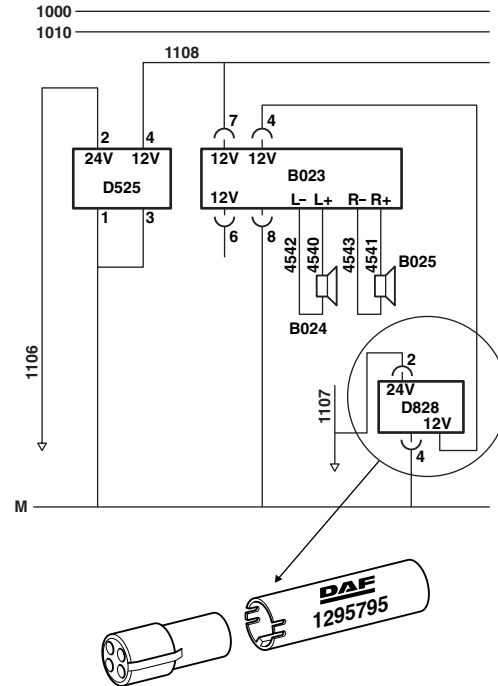 1000
1010
1108
2 4
24V 12V
D525
1 3
7 4
12V 12V
B023
12V
L- L+ R- R+
6 8
4542
4540
4543
4541
B025
B024
1106
1107
2
24V
D828
12V
4
M
DAF
1295795